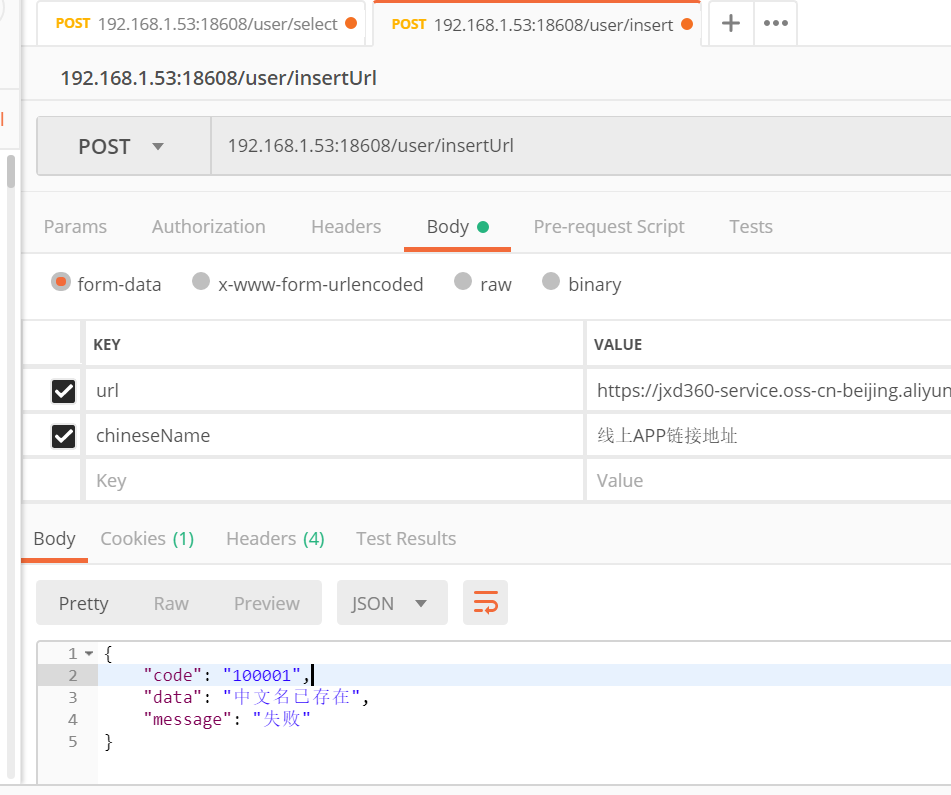 POST 192.168.1.53:18608/user/select POST 192.168.1.53:18608/user/insert
192.168.1.53:18608/user/insertUrl
POST 192.168.1.53:18608/user/insertUrl
Params Authorization Headers Body Pre-request Script Tests
form-data x-www-form-urlencoded raw binary
KEY VALUE
url https://jxd360-service.oss-cn-beijing.aliyun
chineseName 线上APP链接地址
Key Value
Body Cookies (1) Headers (4) Test Results
Pretty Raw Preview JSON
1 {
2 "code": "100001",
3 "data": "中文名已存在",
4 "message": "失败"
5 }